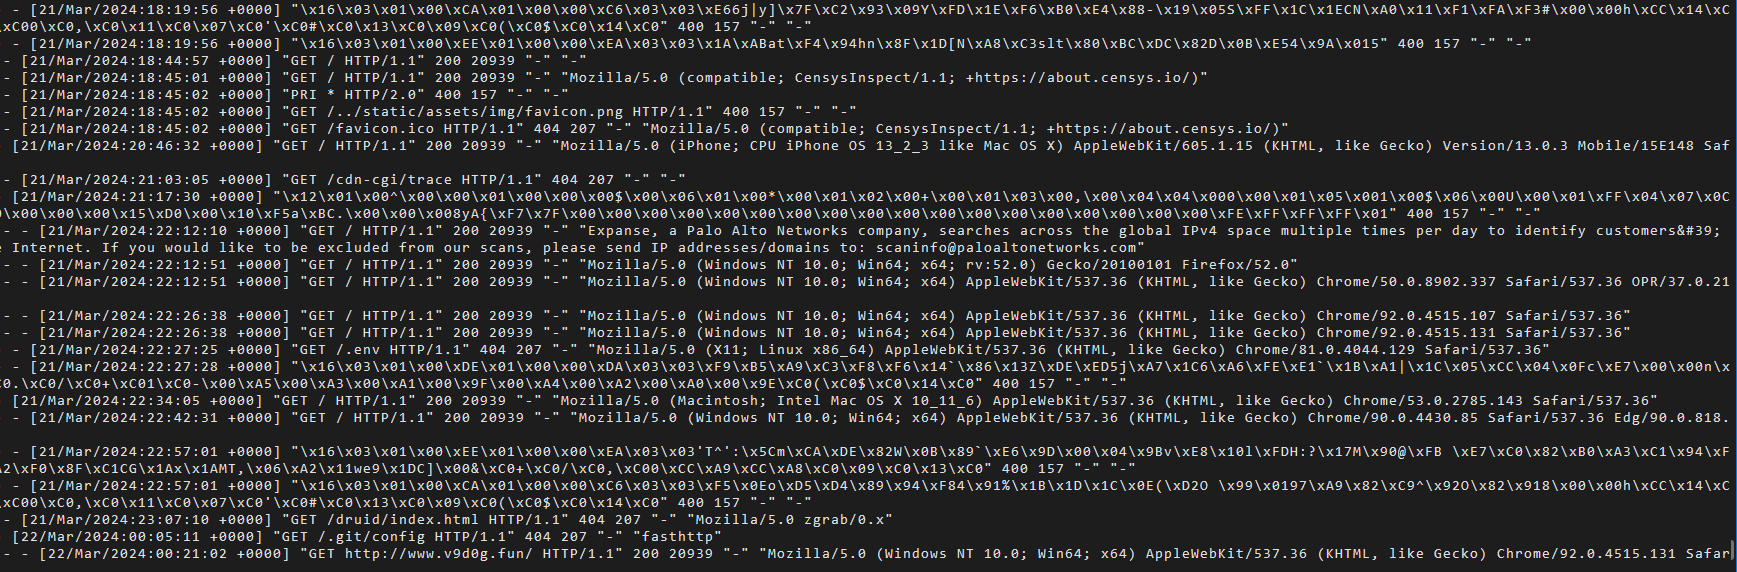 - - [21/Mar/2024:18:19:56 +0000] "\x16\x03\x01\x00\xCA\x01\x00\x00\xC6\x03\x03\xE66j|y]\x7F\xC2\x93\x09Y\xFD\x1E\xF6\xB0\xE4\x88-\x19\x05S\xFF\x1C\x1ECN\xA0\x11\xF1\xFA\xF3#\x00\x00h\xCC\x14\xC
xC00\xC0,\xC0\x11\xC0\x07\xC0'\xC0#\xC0\x13\xC0\x09\xC0(\xC0$\xC0\x14\xC0" 400 157 "-" "-"
- [21/Mar/2024:18:19:56 +0000] "\x16\x03\x01\x00\xEE\x01\x00\x00\xEA\x03\x03\x1A\xABat\xF4\x94hn\x8F\x1D[N\xA8\xC3slt\x80\xBC\xDC\x82D\x0B\xE54\x9A\x015" 400 157 "-" "-"
- [21/Mar/2024:18:44:57 +0000] "GET / HTTP/1.1" 200 20939 "-" "-"
- [21/Mar/2024:18:45:01 +0000] "GET / HTTP/1.1" 200 20939 "-" "Mozilla/5.0 (compatible; CensysInspect/1.1; +https://about.censys.io/)"
- [21/Mar/2024:18:45:02 +0000] "PRI * HTTP/2.0" 400 157 "-" "-"
- [21/Mar/2024:18:45:02 +0000] "GET /../static/assets/img/favicon.png HTTP/1.1" 400 157 "-" "-"
- [21/Mar/2024:18:45:02 +0000] "GET /favicon.ico HTTP/1.1" 404 207 "-" "Mozilla/5.0 (compatible; CensysInspect/1.1; +https://about.censys.io/)"
[21/Mar/2024:20:46:32 +0000] "GET / HTTP/1.1" 200 20939 "-" "Mozilla/5.0 (iPhone; CPU iPhone OS 13_2_3 like Mac OS X) AppleWebKit/605.1.15 (KHTML, like Gecko) Version/13.0.3 Mobile/15E148 Saf
- [21/Mar/2024:21:03:05 +0000] "GET /cdn-cgi/trace HTTP/1.1" 404 207 "-" "-"
- [21/Mar/2024:21:17:30 +0000] "\x12\x01\x00^\x00\x00\x01\x00\x00\x00$\x00\x06\x01\x00*\x00\x01\x02\x00+\x00\x01\x03\x00,\x00\x04\x04\x000\x00\x01\x05\x001\x00$\x06\x00U\x00\x01\xFF\x04\x07\x0C
\x00\x00\x00\x15\xD0\x00\x10\xF5a\xBC.\x00\x00\x008yA{\xF7\x7F\x00\x00\x00\x00\x00\x00\x00\x00\x00\x00\x00\x00\x00\x00\x00\x00\x00\x00\xFE\xFF\xFF\xFF\x01" 400 157 "-" "-"
- [21/Mar/2024:22:12:10 +0000] "GET / HTTP/1.1" 200 20939 "-" "Expanse, a Palo Alto Networks company, searches across the global IPv4 space multiple times per day to identify customers&#39;
e Internet. If you would like to be excluded from our scans, please send IP addresses/domains to: scaninfo@paloaltonetworks.com"
- - [21/Mar/2024:22:12:51 +0000] "GET / HTTP/1.1" 200 20939 "-" "Mozilla/5.0 (Windows NT 10.0; Win64; x64; rv:52.0) Gecko/20100101 Firefox/52.0"
- - [21/Mar/2024:22:12:51 +0000] "GET / HTTP/1.1" 200 20939 "-" "Mozilla/5.0 (Windows NT 10.0; Win64; x64) AppleWebKit/537.36 (KHTML, like Gecko) Chrome/50.0.8902.337 Safari/537.36 OPR/37.0.21
- - [21/Mar/2024:22:26:38 +0000] "GET / HTTP/1.1" 200 20939 "-" "Mozilla/5.0 (Windows NT 10.0; Win64; x64) AppleWebKit/537.36 (KHTML, like Gecko) Chrome/92.0.4515.107 Safari/537.36"
- - [21/Mar/2024:22:26:38 +0000] "GET / HTTP/1.1" 200 20939 "-" "Mozilla/5.0 (Windows NT 10.0; Win64; x64) AppleWebKit/537.36 (KHTML, like Gecko) Chrome/92.0.4515.131 Safari/537.36"
- [21/Mar/2024:22:27:25 +0000] "GET /.env HTTP/1.1" 404 207 "-" "Mozilla/5.0 (X11; Linux x86_64) AppleWebKit/537.36 (KHTML, like Gecko) Chrome/81.0.4044.129 Safari/537.36"
- [21/Mar/2024:22:27:28 +0000] "\x16\x03\x01\x00\xDE\x01\x00\x00\xDA\x03\x03\xF9\xB5\xA9\xC3\xF8\xF6\x14`\x86\x13Z\xDE\xED5j\xA7\x1C6\xA6\xFE\xE1`\x1B\xA1|\x1C\x05\xCC\x04\x0Fc\xE7\x00\x00n\x
C0.\xC0/\xC0+\xC01\xC0-\x00\xA5\x00\xA3\x00\xA1\x00\x9F\x00\xA4\x00\xA2\x00\xA0\x00\x9E\xC0(\xC0$\xC0\x14\xC0" 400 157 "-" "-"
[21/Mar/2024:22:34:05 +0000] "GET / HTTP/1.1" 200 20939 "-" "Mozilla/5.0 (Macintosh; Intel Mac OS X 10_11_6) AppleWebKit/537.36 (KHTML, like Gecko) Chrome/53.0.2785.143 Safari/537.36"
- [21/Mar/2024:22:42:31 +0000] "GET / HTTP/1.1" 200 20939 "-" "Mozilla/5.0 (Windows NT 10.0; Win64; x64) AppleWebKit/537.36 (KHTML, like Gecko) Chrome/90.0.4430.85 Safari/537.36 Edg/90.0.818.
- [21/Mar/2024:22:57:01 +0000] "\x16\x03\x01\x00\xEE\x01\x00\x00\xEA\x03\x03'T^':\x5Cm\xCA\xDE\x82W\x0B\x89`\xE6\x9D\x00\x04\x9Bv\xE8\x10l\xFDH:?\x17M\x90@\xFB \xE7\xC0\x82\xB0\xA3\xC1\x94\xF
A2\xF0\x8F\xC1CG\x1Ax\x1AMT,\x06\xA2\x11we9\x1DC]\x00&\xC0+\xC0/\xC0,\xC00\xCC\xA9\xCC\xA8\xC0\x09\xC0\x13\xC0" 400 157 "-" "-"
- [21/Mar/2024:22:57:01 +0000] "\x16\x03\x01\x00\xCA\x01\x00\x00\xC6\x03\x03\xF5\x0Eo\xD5\xD4\x89\x94\xF84\x91%\x1B\x1D\x1C\x0E(\xD2O \x99\x0197\xA9\x82\xC9^\x92O\x82\x918\x00\x00h\xCC\x14\xC
xC00\xC0,\xC0\x11\xC0\x07\xC0'\xC0#\xC0\x13\xC0\x09\xC0(\xC0$\xC0\x14\xC0" 400 157 "-" "-"
- [21/Mar/2024:23:07:10 +0000] "GET /druid/index.html HTTP/1.1" 404 207 "-" "Mozilla/5.0 zgrab/0.x"
[22/Mar/2024:00:05:11 +0000] "GET /.git/config HTTP/1.1" 404 207 "-" "fasthttp"
- - [22/Mar/2024:00:21:02 +0000] "GET http://www.v9d0g.fun/ HTTP/1.1" 200 20939 "-" "Mozilla/5.0 (Windows NT 10.0; Win64; x64) AppleWebKit/537.36 (KHTML, like Gecko) Chrome/92.0.4515.131 Safar